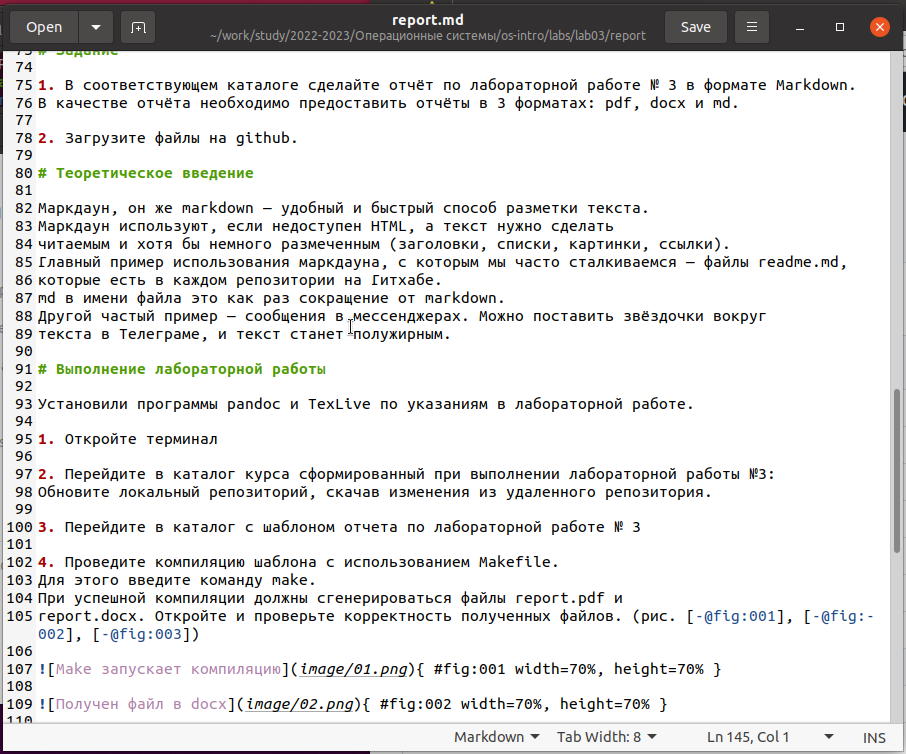 Open
report.md
~/work/study/2022-2023/Операционные системы/os-intro/labs/lab03/report
Save
73 # Задание
74
75 1. В соответствующем каталоге сделайте отчёт по лабораторной работе № 3 в формате Markdown.
76 В качестве отчёта необходимо предоставить отчёты в 3 форматах: pdf, docx и md.
77
78 2. Загрузите файлы на github.
79
80 # Теоретическое введение
81
82 Маркдаун, он же markdown — удобный и быстрый способ разметки текста.
83 Маркдаун используют, если недоступен HTML, а текст нужно сделать
84 читаемым и хотя бы немного размеченным (заголовки, списки, картинки, ссылки).
85 Главный пример использования маркдауна, с которым мы часто сталкиваемся — файлы readme.md,
86 которые есть в каждом репозитории на Гитхабе.
87 md в имени файла это как раз сокращение от markdown.
88 Другой частый пример — сообщения в мессенджерах. Можно поставить звёздочки вокруг
89 текста в Телеграме, и текст станет полужирным.
90
91 # Выполнение лабораторной работы
92
93 Установили программы pandoc и TexLive по указаниям в лабораторной работе.
94
95 1. Откройте терминал
96
97 2. Перейдите в каталог курса сформированный при выполнении лабораторной работы №3:
98 Обновите локальный репозиторий, скачав изменения из удаленного репозитория.
99
100 3. Перейдите в каталог с шаблоном отчета по лабораторной работе № 3
101
102 4. Проведите компиляцию шаблона с использованием Makefile.
103 Для этого введите команду make.
104 При успешной компиляции должны сгенерироваться файлы report.pdf и
105 report.docx. Откройте и проверьте корректность полученных файлов. (рис. [-@fig:001], [-@fig:-
002], [-@fig:003])
106
107 ![Make запускает компиляцию](image/01.png){ #fig:001 width=70%, height=70% }
108
109 ![Получен файл в docx](image/02.png){ #fig:002 width=70%, height=70% }
110
Markdown
Tab Width: 8
Ln 145, Col 1
INS